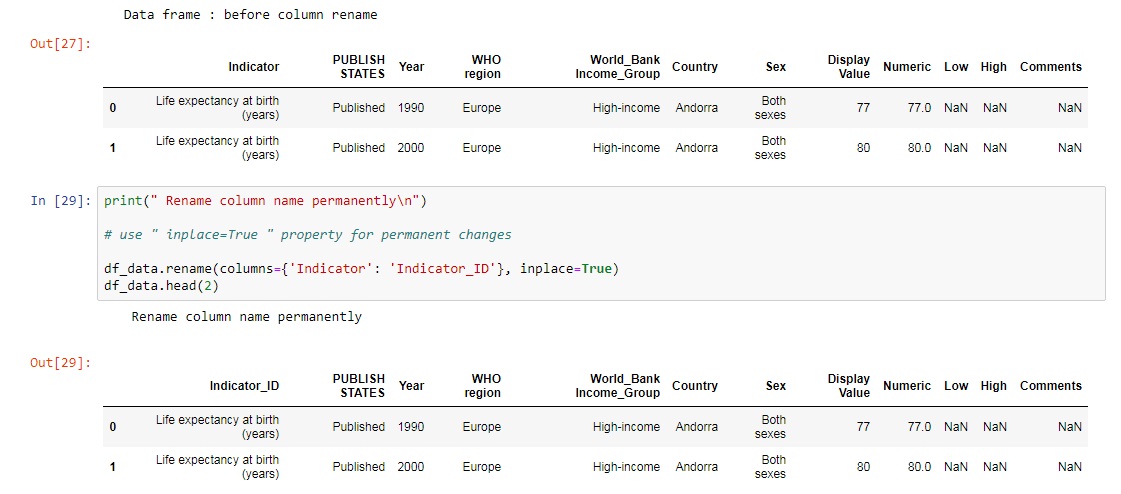 Data frame : before column rename
Out[27]:
Indicator PUBLISH STATES Year WHO region World_Bank Income_Group Country Sex Display Value Numeric Low High Comments
0 Life expectancy at birth (years) Published 1990 Europe High-income Andorra Both sexes 77 77.0 NaN NaN NaN
1 Life expectancy at birth (years) Published 2000 Europe High-income Andorra Both sexes 80 80.0 NaN NaN NaN
In [29]: print(" Rename column name permanently\n")
# use " inplace=True " property for permanent changes
df_data.rename(columns={'Indicator': 'Indicator_ID'}, inplace=True)
df_data.head(2)
Rename column name permanently
Out[29]:
Indicator_ID PUBLISH STATES Year WHO region World_Bank Income_Group Country Sex Display Value Numeric Low High Comments
0 Life expectancy at birth (years) Published 1990 Europe High-income Andorra Both sexes 77 77.0 NaN NaN NaN
1 Life expectancy at birth (years) Published 2000 Europe High-income Andorra Both sexes 80 80.0 NaN NaN NaN